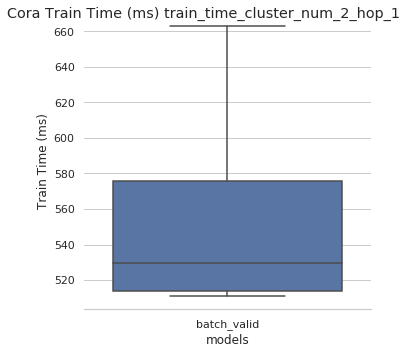 Cora Train Time (ms) train_time_cluster_num_2_hop_1
660
640
620
600
580
560
540
520
Train Time (ms)
batch_valid
models